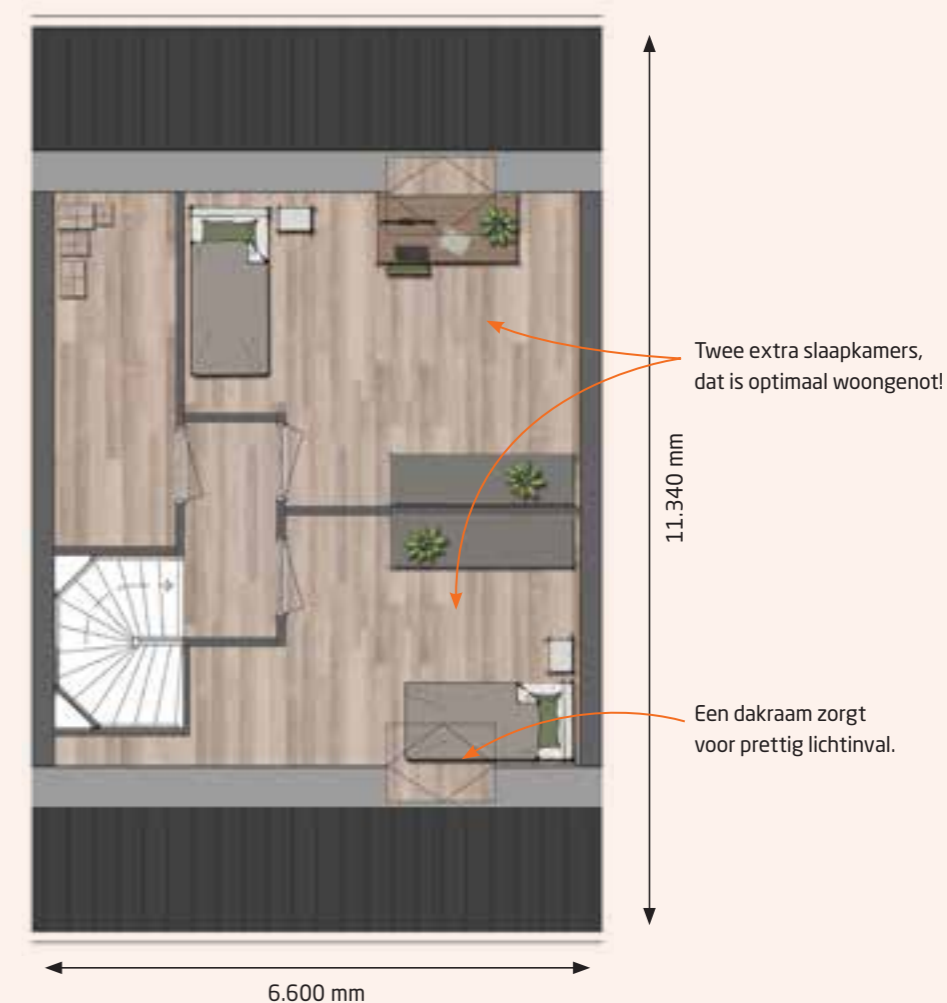 Twee extra slaapkamers,
dat is optimaal woongenot!
11.340 mm
Een dakraam zorgt
voor prettig lichtinval.
6.600 mm